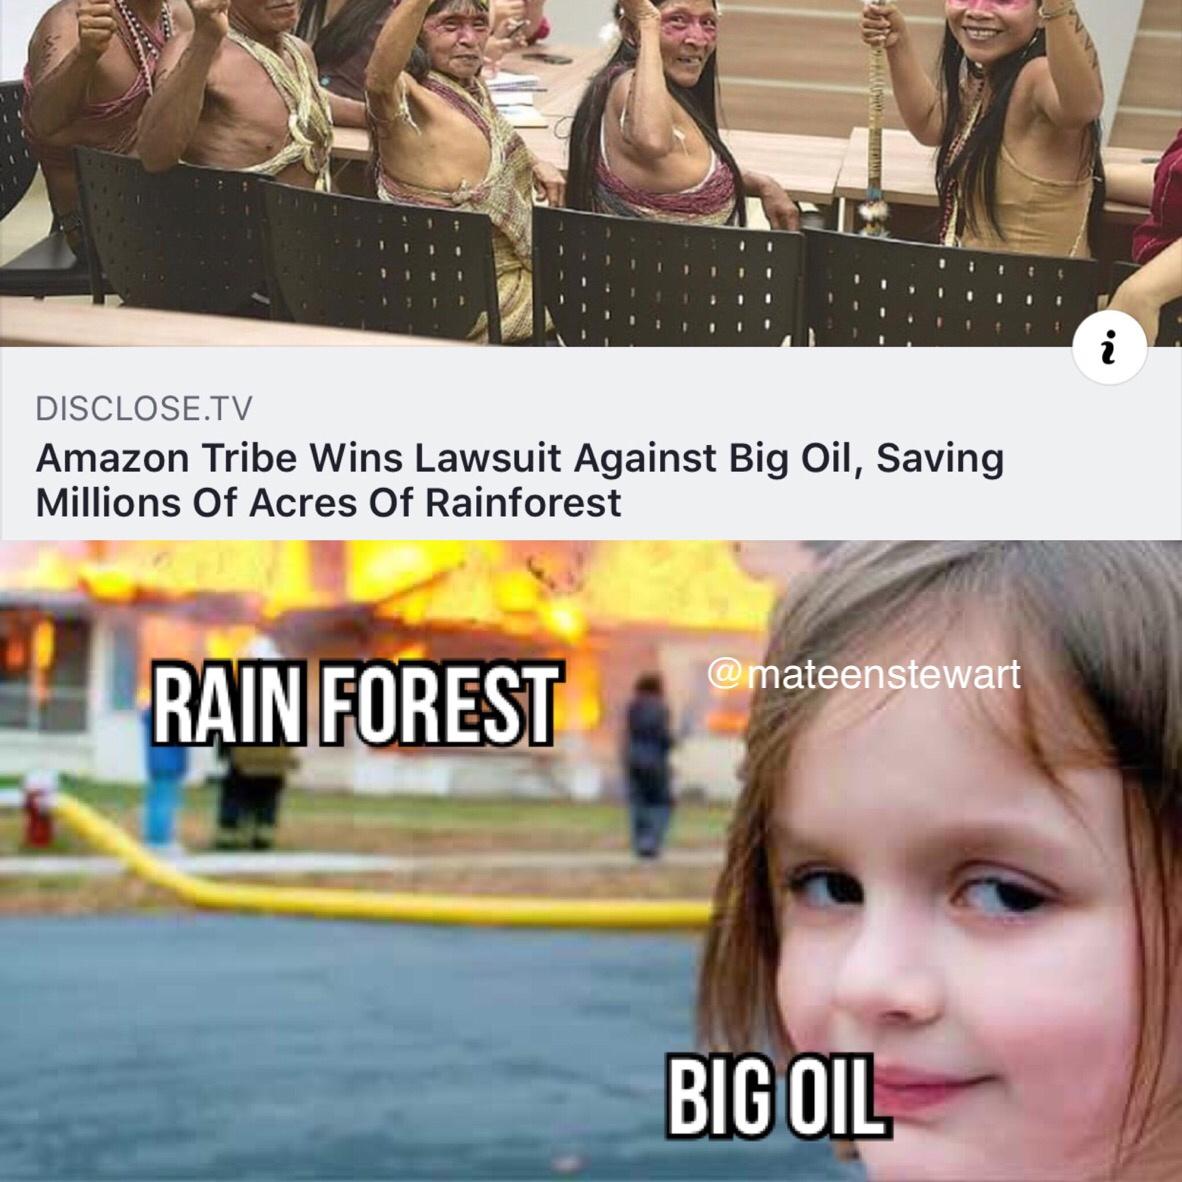 DISCLOSE.TV
Amazon Tribe Wins Lawsuit Against Big Oil, Saving
Millions Of Acres Of Rainforest
RAIN FOREST
@mateenstewart
BIG OIL